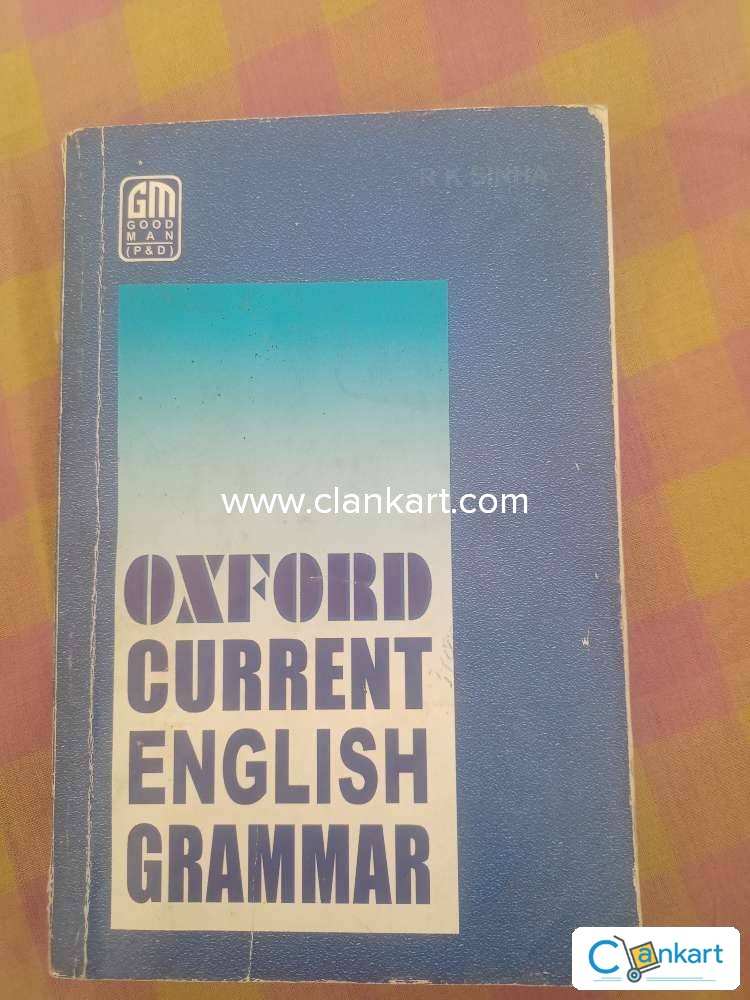 R K SINHA
GM
GOOD
MAN
(P&D)
www.clankart.com
OXFORD
CURRENT
ENGLISH
GRAMMAR
Clankart